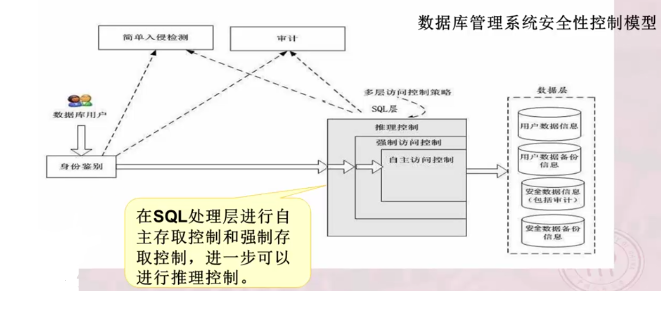 数据库管理系统安全性控制模型
简单入侵检测
审计
多层访问控制策略
SQL层
数据层
数据库用户
身份鉴别
推理控制
强制访问控制
自主访问控制
用户数据信息
用户数据备份
信息
安全数据信息
（包括审计）
安全数据备份
信息
在SQL处理层进行自
主存取控制和强制存
取控制，进一步可以
进行推理控制。